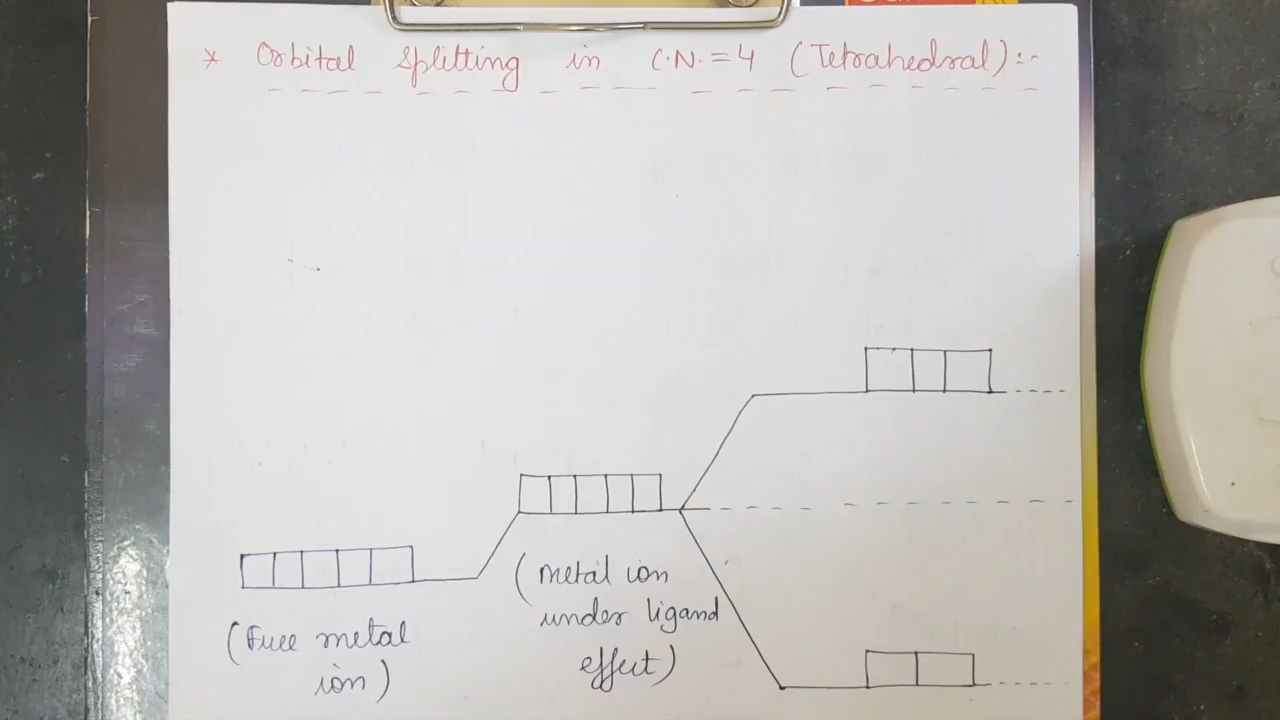 * Orbital Splitting in C.N. = 4 (Tetrahedral):-
(Free metal
ion)
(metal ion
under ligand
effect)